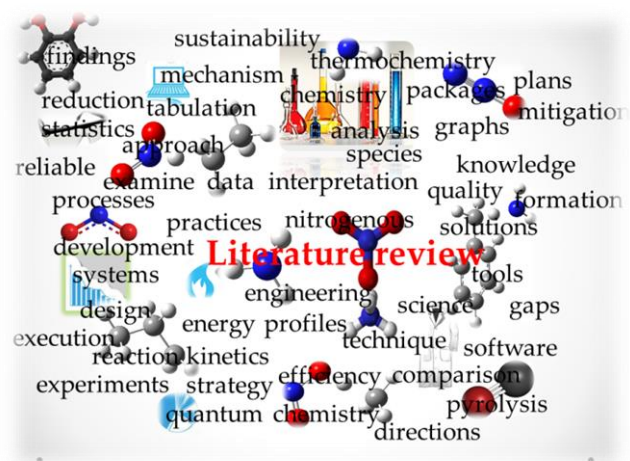 sustainability
findings
thermochemistry
mechanism
plans
reduction tabulation
chemistry packages
mitigation
statistics
analysis graphs
approach
species
reliable
knowledge
examine data interpretation
quality formation
processes
practices nitrogenous
solutions
development
Literature review
systems
tools
engineering
design
science gaps
energy profiles
execution
technique software
reaction kinetics
experiments strategy efficiency comparison
quantum chemistry
pyrolysis
directions